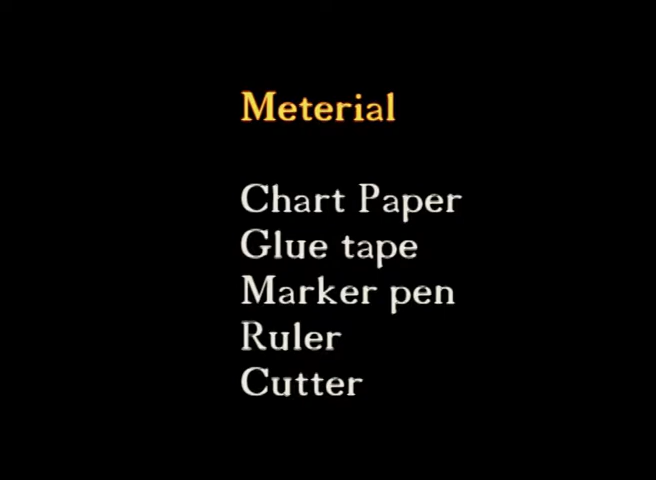 Meterial
Chart Paper
Glue tape
Marker pen
Ruler
Cutter